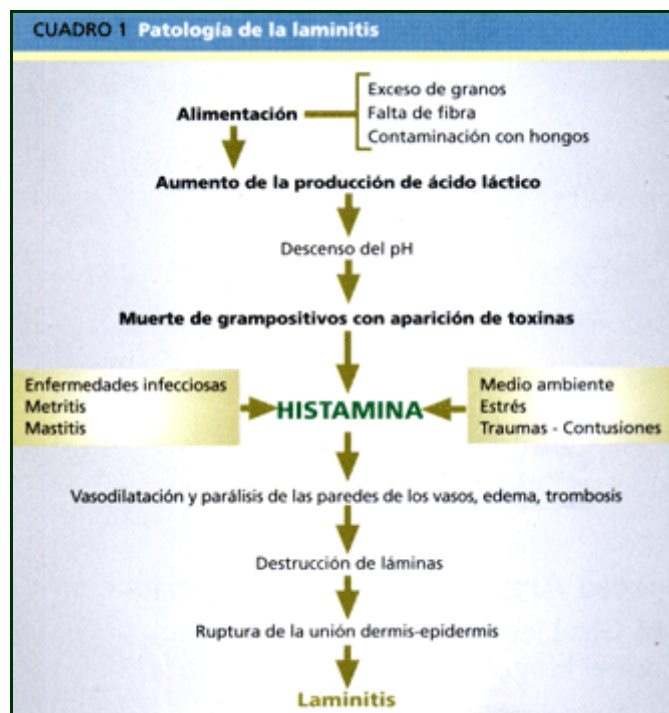 CUADRO 1 Patología de la laminitis
Exceso de granos
Alimentación
Falta de fibra
Contaminación con hongos
Aumento de la producción de ácido láctico
Descenso del pH
Muerte de grampositivos con aparición de toxinas
Enfermedades infecciosas
Metritis
Mastitis
HISTAMINA
Medio ambiente
Estrés
Traumas - Contusiones
Vasodilatación y parálisis de las paredes de los vasos, edema, trombosis
Destrucción de láminas
Ruptura de la unión dermis-epidermis
Laminitis